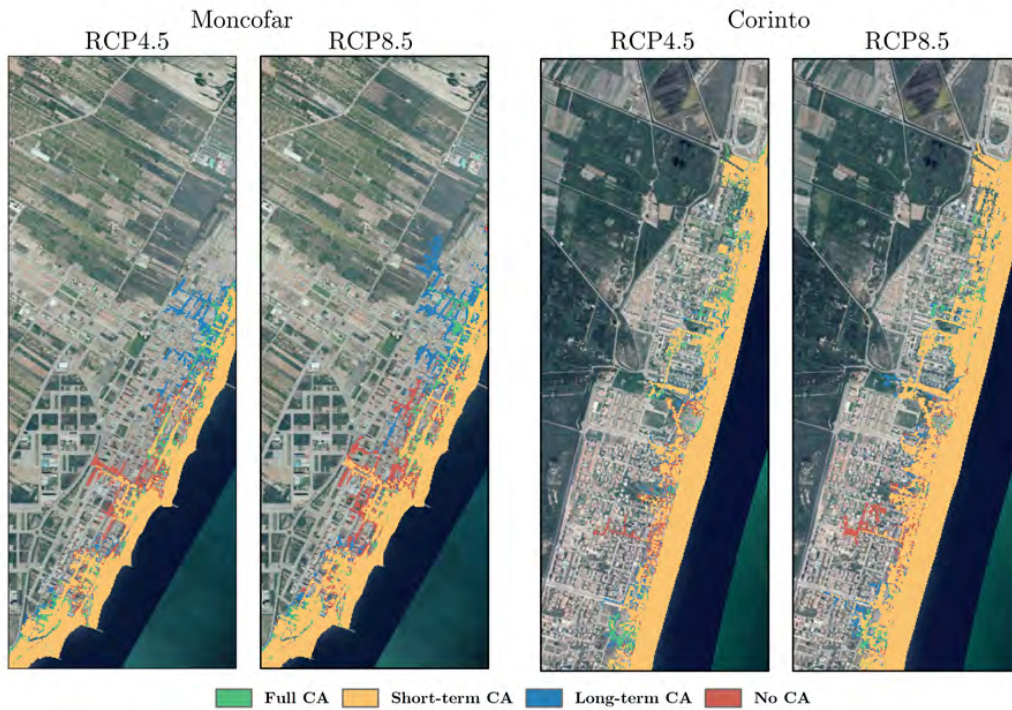 Moncofar
RCP4.5 RCP8.5
Corinto
RCP4.5 RCP8.5
Full CA Short-term CA Long-term CA No CA